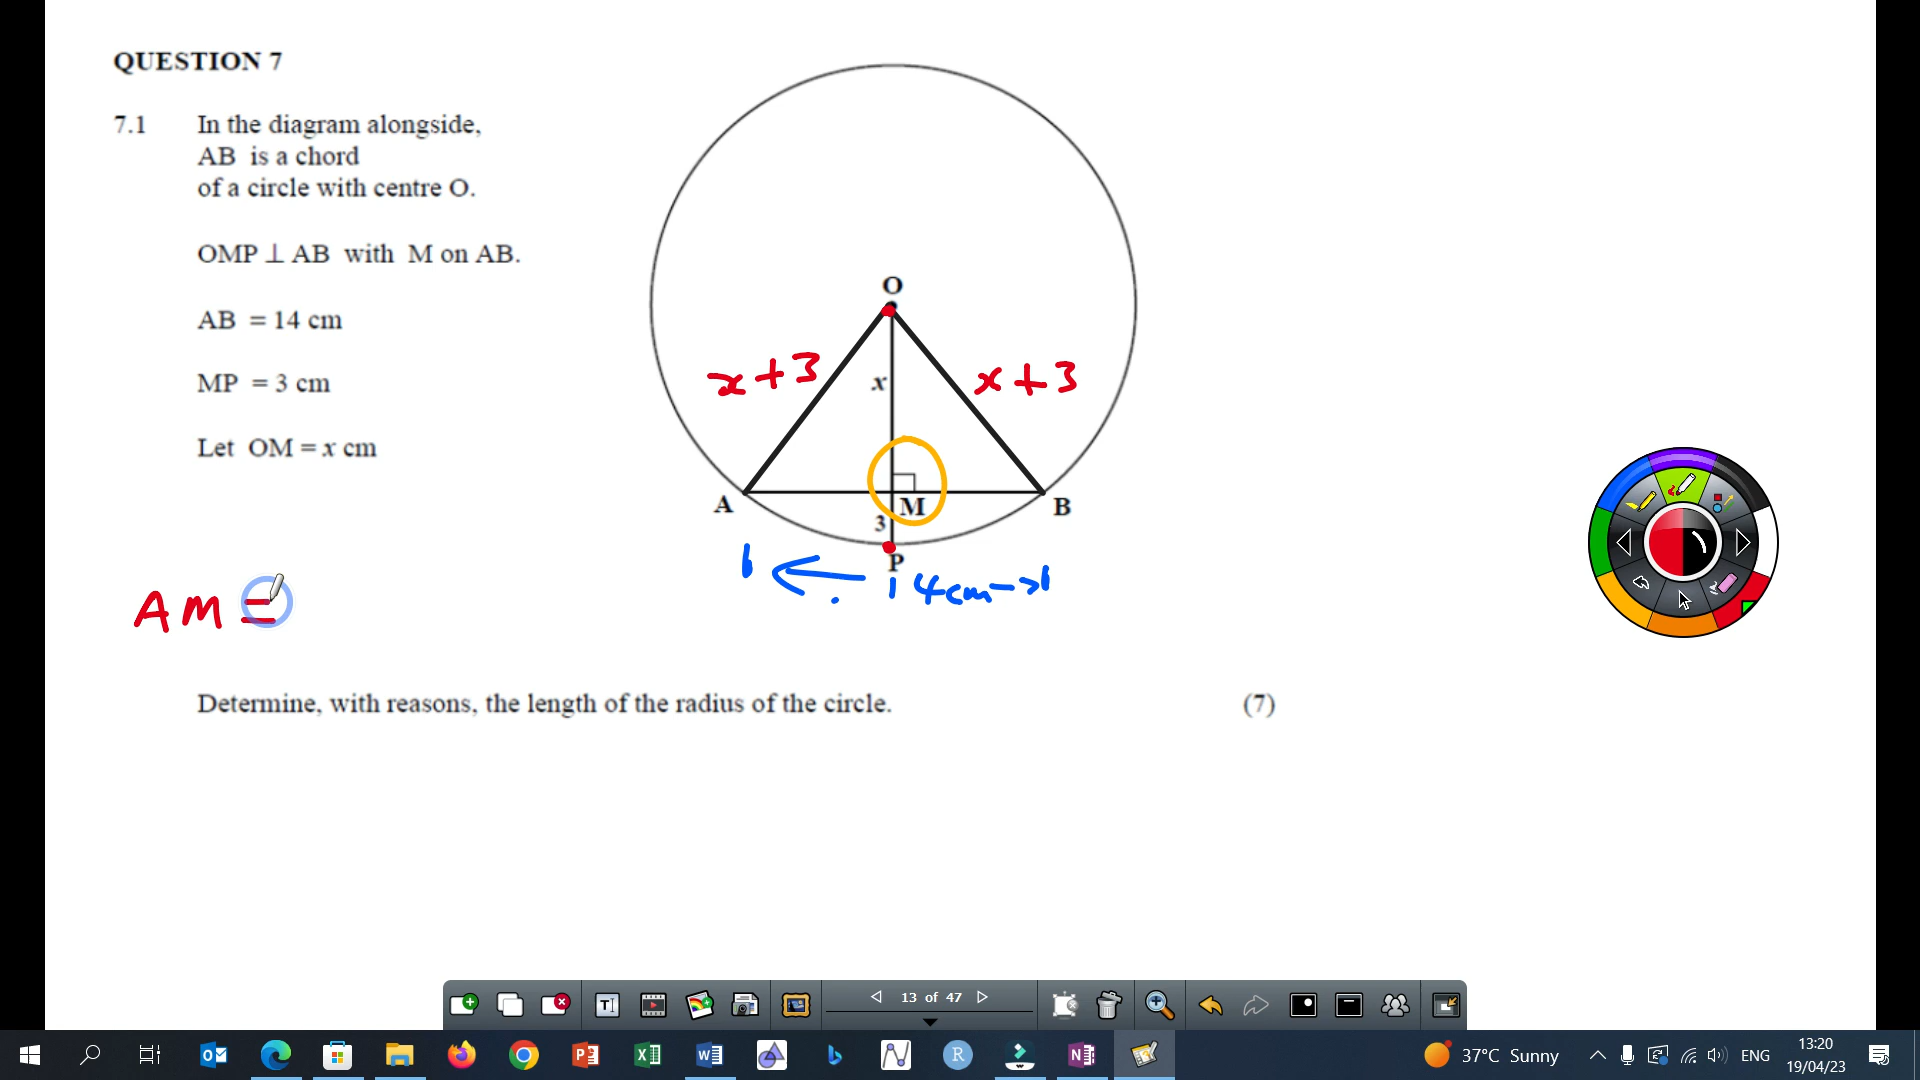 QUESTION 7
7.1 In the diagram alongside,
AB is a chord
of a circle with centre O.
OMP ⊥ AB with M on AB.
AB = 14 cm
MP = 3 cm
Let OM = x cm
O
x+3
x
x+3
A
M
B
3
P
14cm
AM =
Determine, with reasons, the length of the radius of the circle. (7)
13 of 47
37°C Sunny
ENG
13:20
19/04/23